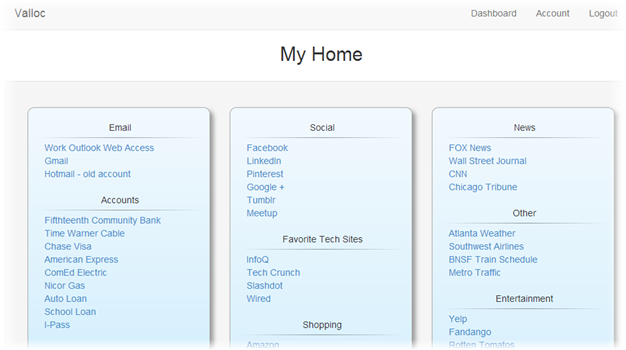 Valloc
Dashboard Account Logout
My Home
Email
Work Outlook Web Access
Gmail
Hotmail - old account
Accounts
Fifthteenth Community Bank
Time Warner Cable
Chase Visa
American Express
ComEd Electric
Nicor Gas
Auto Loan
School Loan
I-Pass
Social
Facebook
LinkedIn
Pinterest
Google +
Tumblr
Meetup
Favorite Tech Sites
InfoQ
Tech Crunch
Slashdot
Wired
Shopping
Amazon
News
FOX News
Wall Street Journal
CNN
Chicago Tribune
Other
Atlanta Weather
Southwest Airlines
BNSF Train Schedule
Metro Traffic
Entertainment
Yelp
Fandango
Rotten Tomatos